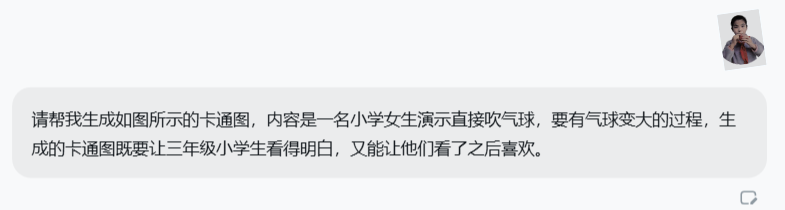 请帮我生成如图所示的卡通图，内容是一名小学女生演示直接吹气球，要有气球变大的过程，生
成的卡通图既要让三年级小学生看得明白，又能让他们看了之后喜欢。